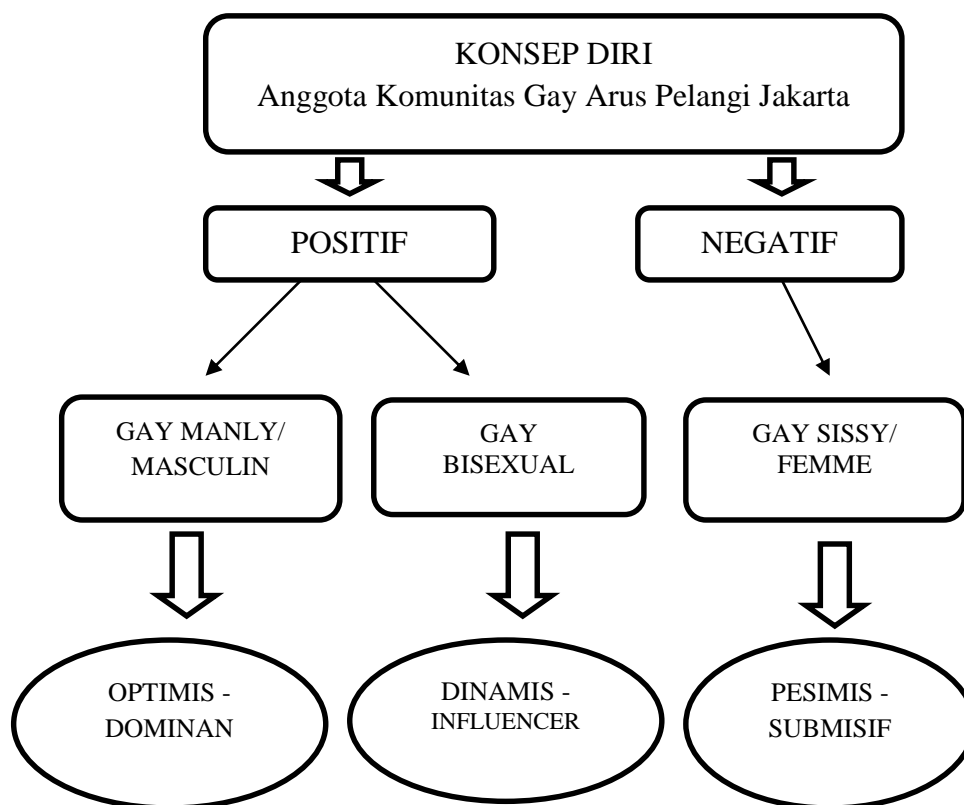 KONSEP DIRI
Anggota Komunitas Gay Arus Pelangi Jakarta
POSITIF
NEGATIF
GAY MANLY/
MASCULIN
GAY
BISEXUAL
GAY SISSY/
FEMME
OPTIMIS -
DOMINAN
DINAMIS -
INFLUENCER
PESIMIS -
SUBMISIF